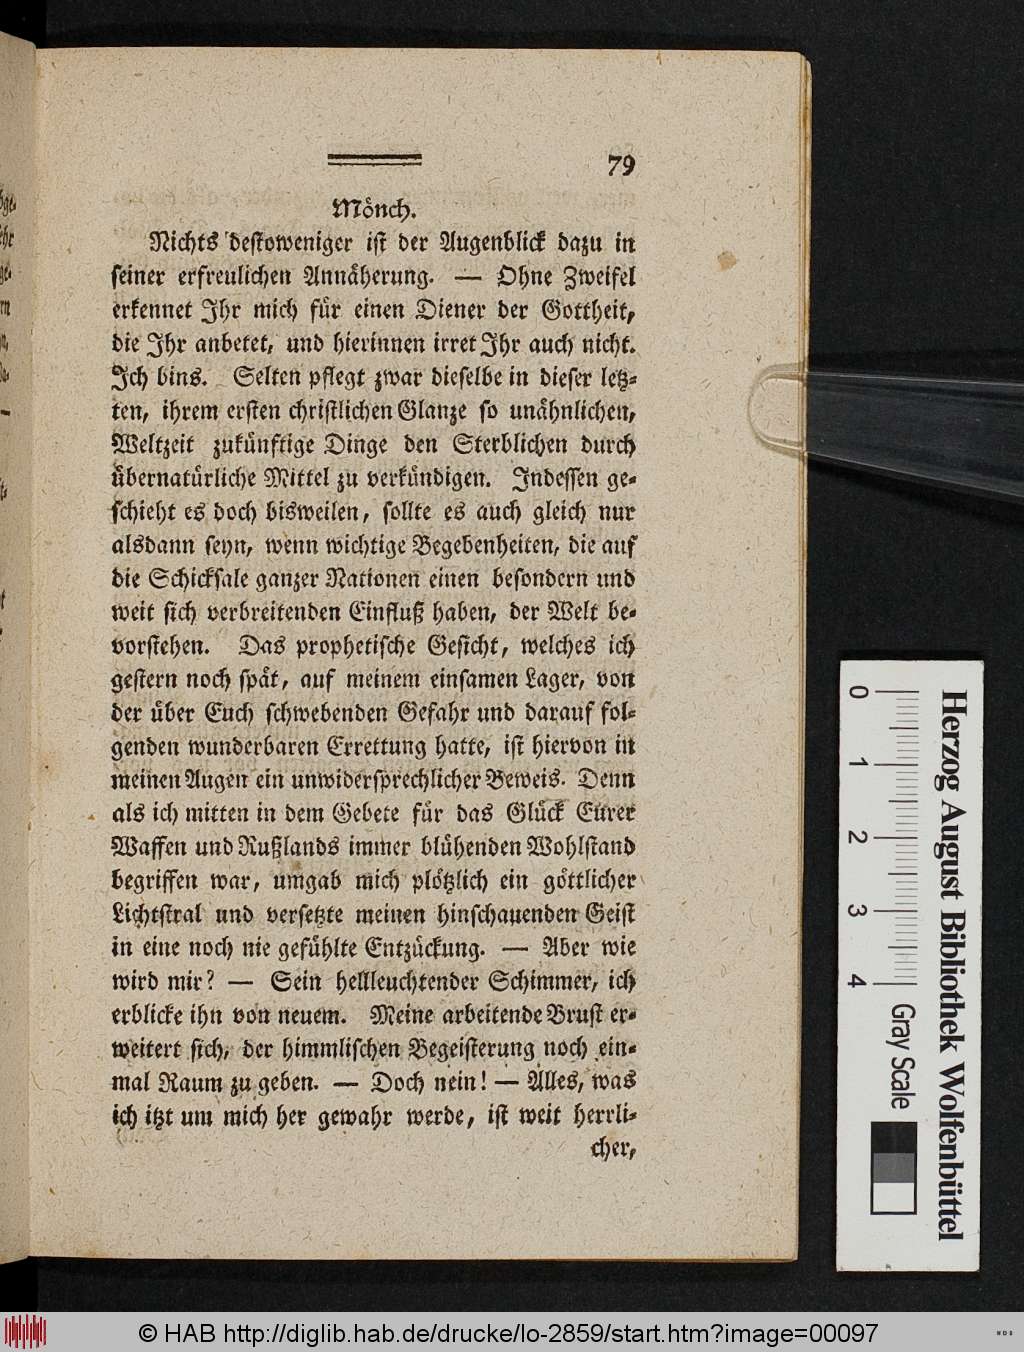 79
Mönch.
Nichts destoweniger ist der Augenblick dazu in
seiner erfreulichen Annäherung. — Ohne Zweifel
erkennet Ihr mich für einen Diener der Gottheit,
die Ihr anbetet, und hierinnen irret Ihr auch nicht.
Ich bins. Selten pflegt zwar dieselbe in dieser letz-
ten, ihrem ersten christlichen Glanze so unähnlichen,
Weltzeit zukünftige Dinge den Sterblichen durch
übernatürliche Mittel zu verkündigen. Indessen ge-
schieht es doch bisweilen, sollte es auch gleich nur
alsdann seyn, wenn wichtige Begebenheiten, die auf
die Schicksale ganzer Nationen einen besondern und
weit sich verbreitenden Einfluß haben, der Welt be-
vorstehen. Das prophetische Gesicht, welches ich
gestern noch spät, auf meinem einsamen Lager, von
der über Euch schwebenden Gefahr und darauf fol-
genden wunderbaren Errettung hatte, ist hiervon in
meinen Augen ein unwidersprechlicher Beweis. Denn
als ich mitten in dem Gebete für das Glück Eurer
Waffen und Rußlands immer blühenden Wohlstand
begriffen war, umgab mich plötzlich ein göttlicher
Lichtstral und versetzte meinen hinschauenden Geist
in eine noch nie gefühlte Entzückung. — Aber wie
wird mir? — Sein hellleuchtender Schimmer, ich
erblicke ihn von neuem. Meine arbeitende Brust er-
weitert sich, der himmlischen Begeisterung noch ein-
mal Raum zu geben. — Doch nein! — Alles, was
ich itzt um mich her gewahr werde, ist weit herrli-
cher,
0 1 2 3 4
Herzog August Bibliothek Wolfenbüttel
Gray Scale
© HAB http://diglib.hab.de/drucke/lo-2859/start.htm?image=00097